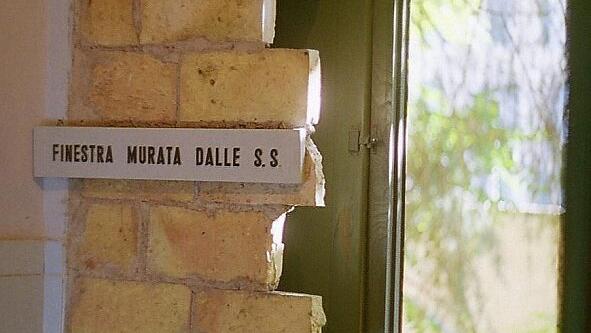 FINESTRA MURATA DALLE S.S.